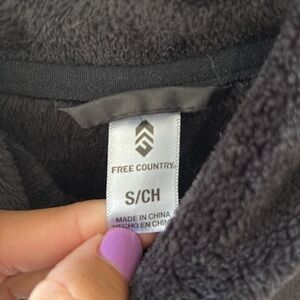 FREE COUNTRY
S/CH
MADE IN CHINA
HECHO EN CHINA